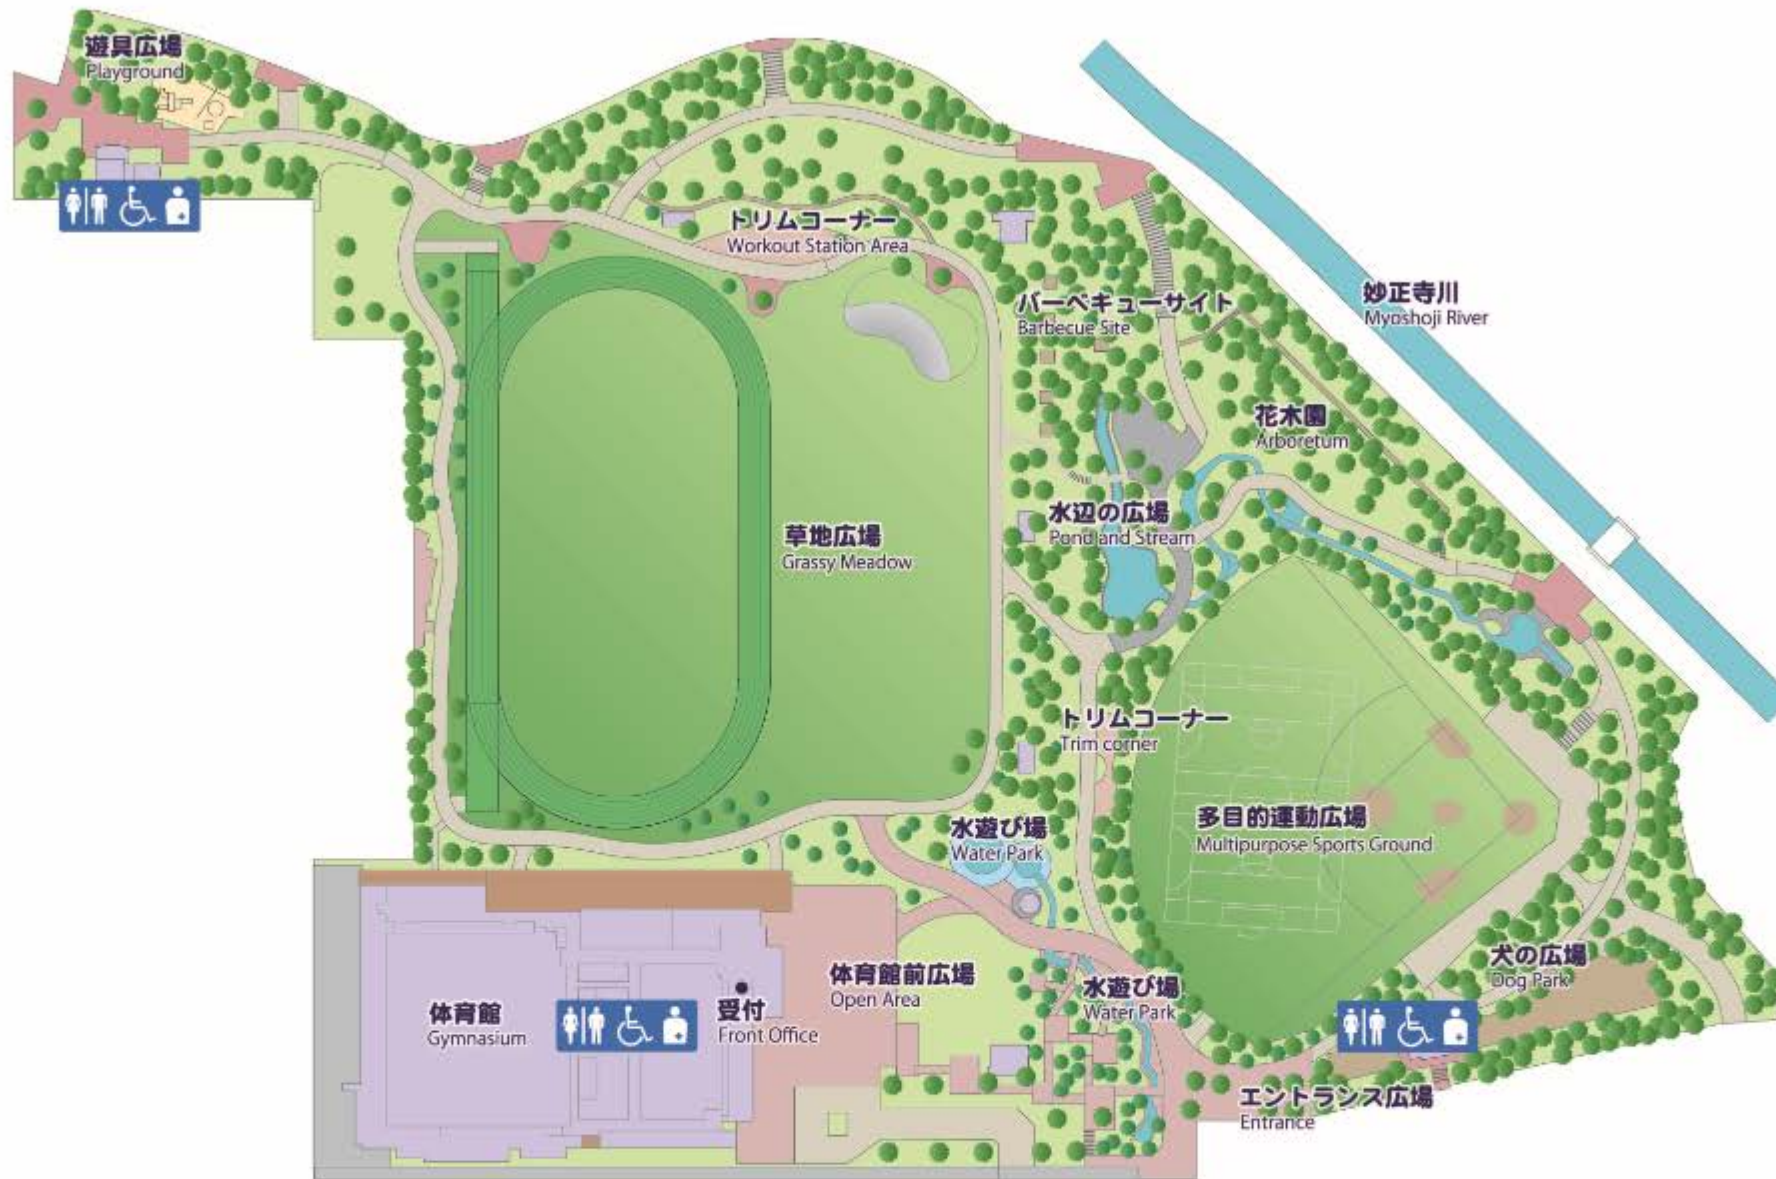 遊具広場
Playground
トリムコーナー
Workout Station Area
バーベキューサイト
Barbecue Site
妙正寺川
Myoshoji River
花木園
Arboretum
水辺の広場
Pond and Stream
草地広場
Grassy Meadow
トリムコーナー
Trim corner
多目的運動広場
Multipurpose Sports Ground
水遊び場
Water Park
犬の広場
Dog Park
体育館前広場
Open Area
水遊び場
Water Park
体育館
Gymnasium
受付
Front Office
エントランス広場
Entrance